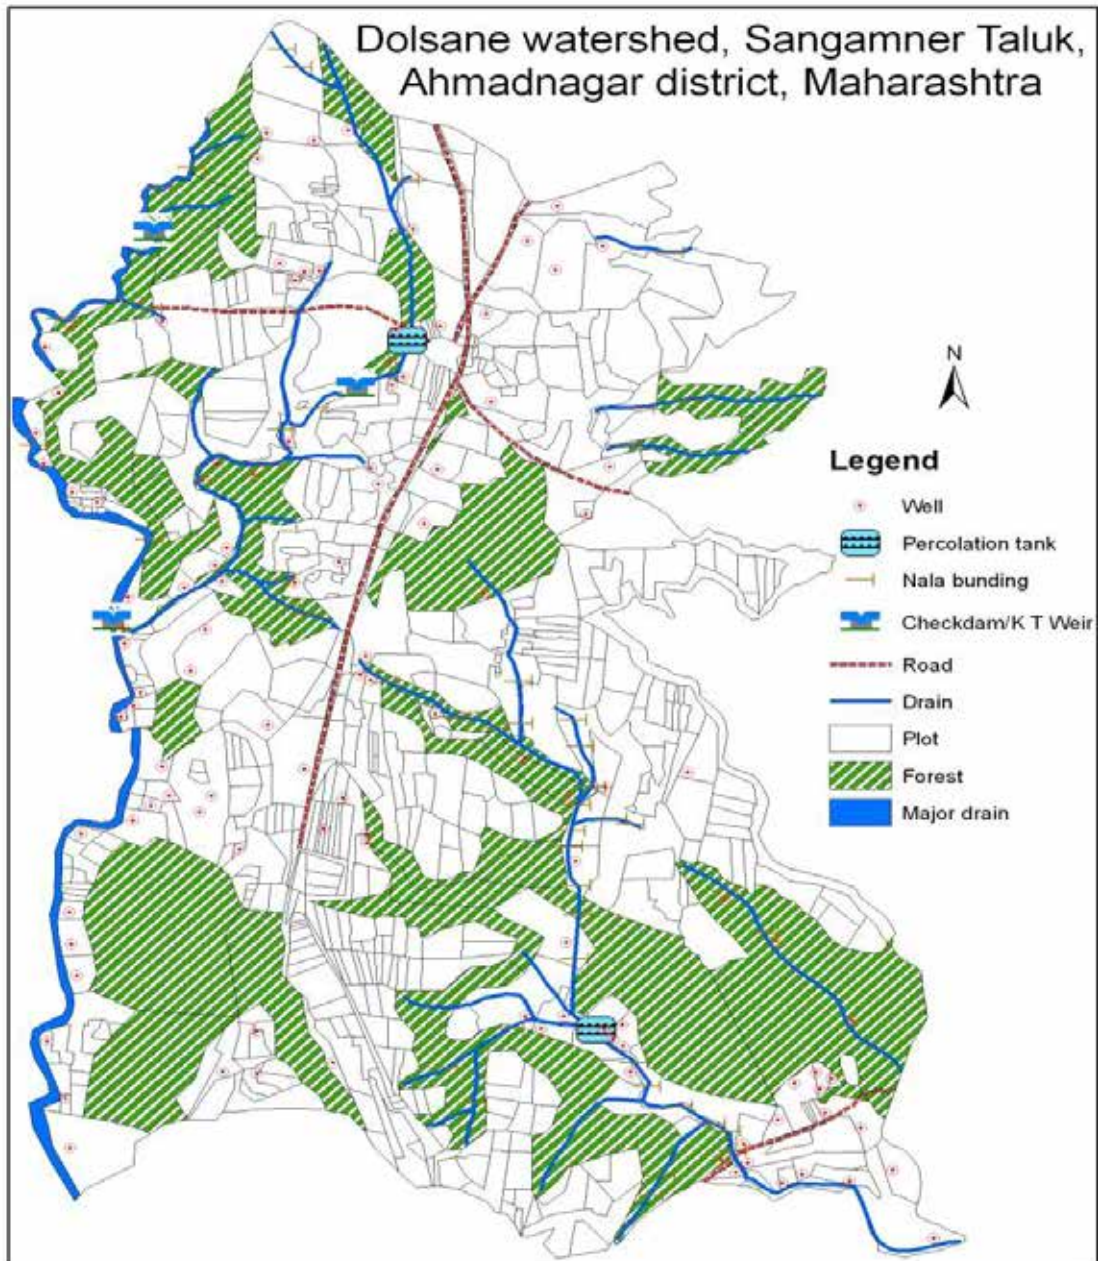 Dolsane watershed, Sangamner Taluk,
Ahmadnagar district, Maharashtra
N
Legend
Well
Percolation tank
Nala bunding
Checkdam/K T Weir
Road
Drain
Plot
Forest
Major drain